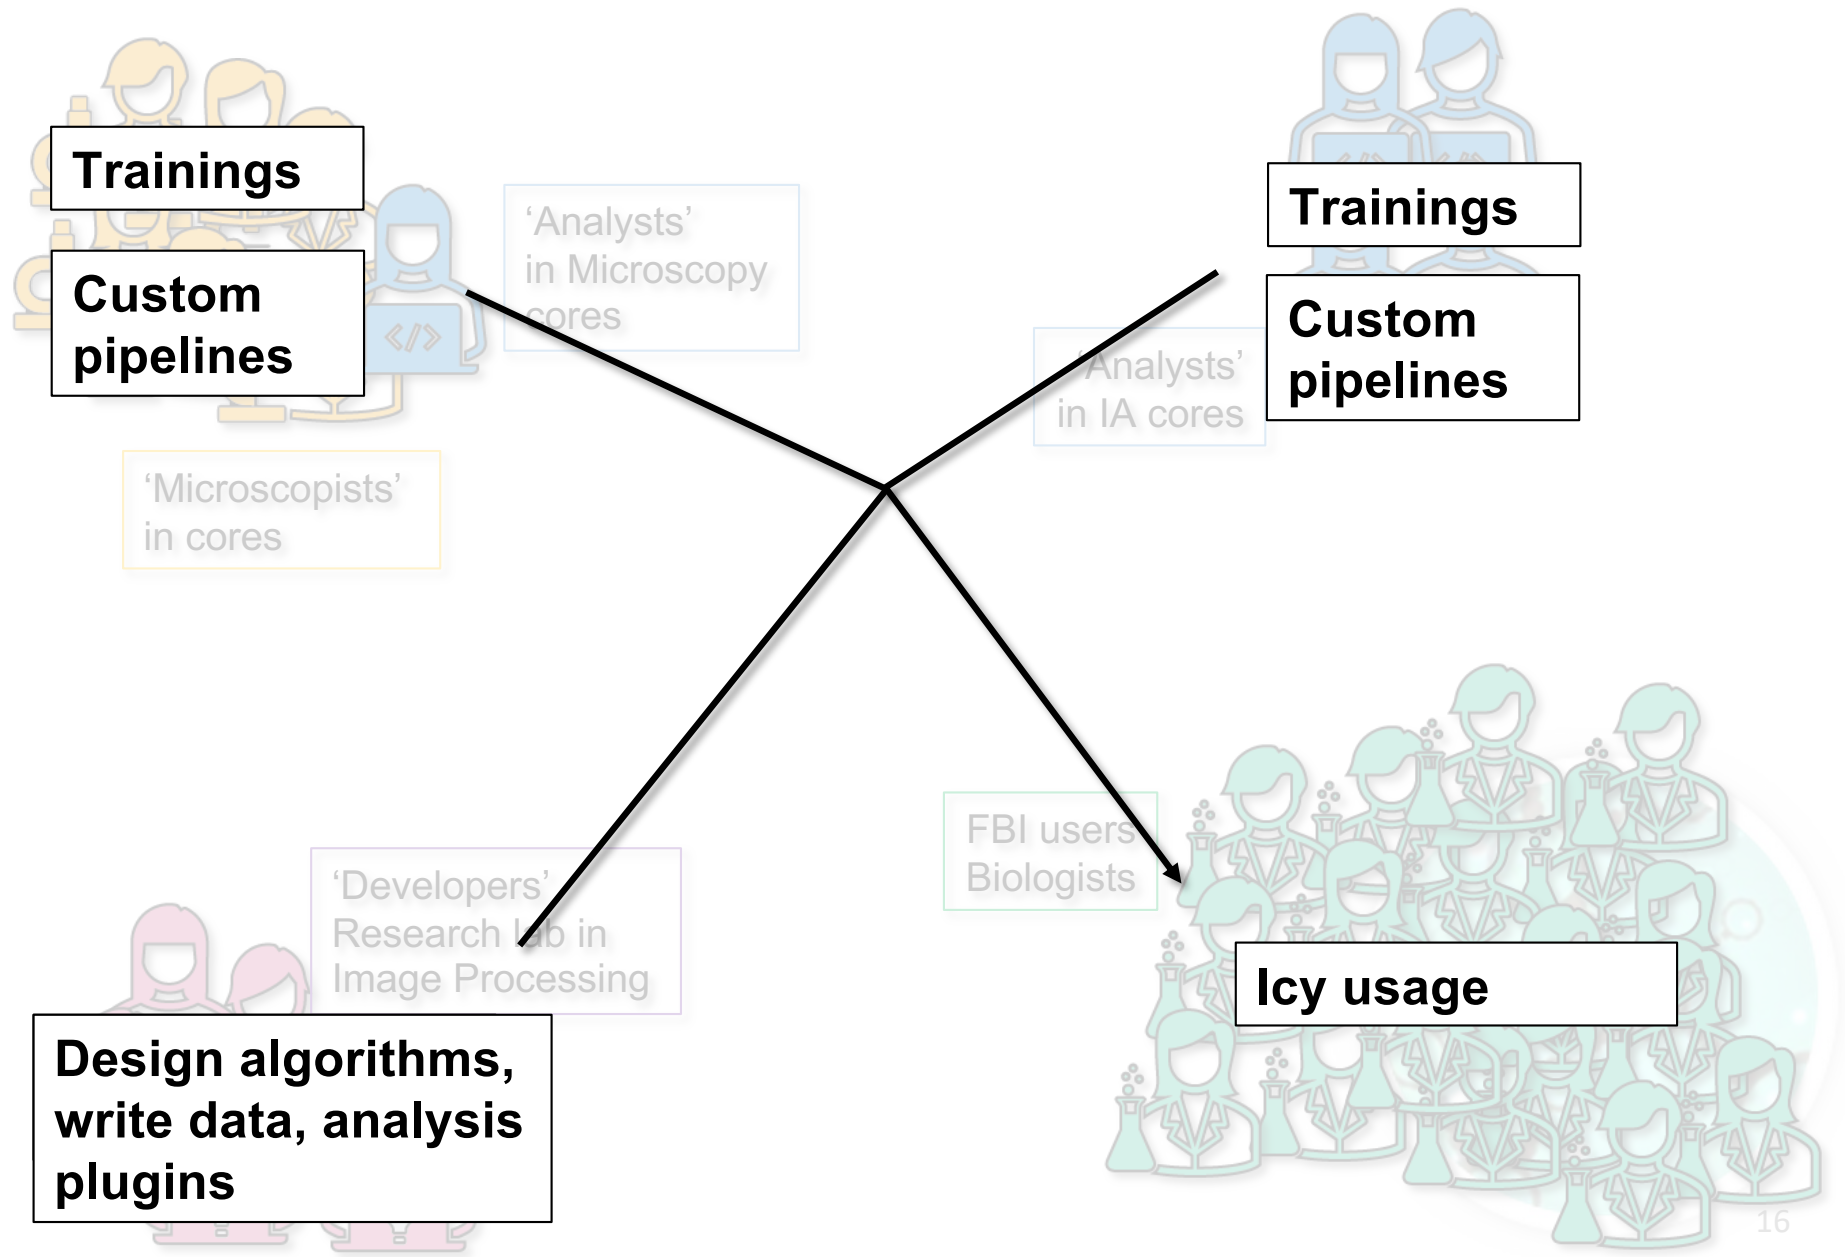 Trainings
Custom
pipelines
</>
'Analysts'
in Microscopy
cores
'Microscopists'
in cores
</>
</>
Trainings
Custom
pipelines
'Analysts'
in IA cores
'Developers'
Research lab in
Image Processing
Design algorithms,
write data, analysis
plugins
FBI users
Biologists
Icy usage
16